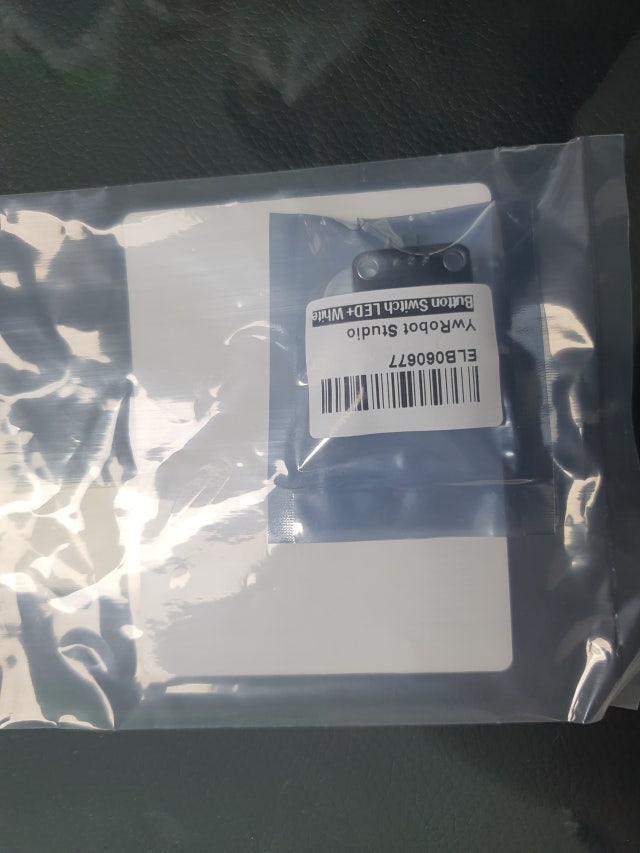 ELB060677
YwRobot Studio
Button Switch LED+ White